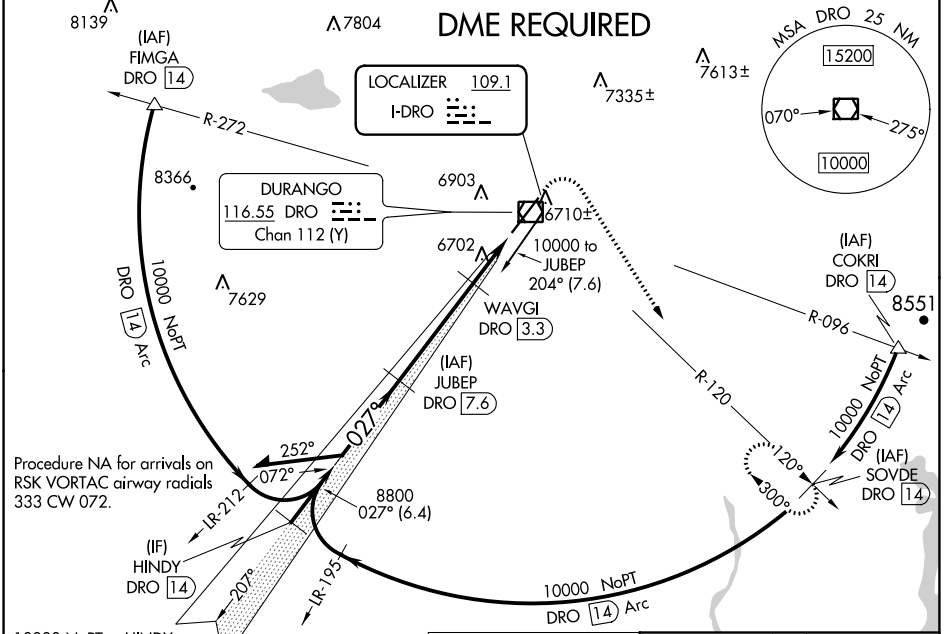 DME REQUIRED
8139
7804
(IAF)
FIMGA
DRO 14
7335±
7613±
MSA DRO 25 NM
15200
070°
275°
10000
LOCALIZER 109.1
I-DRO
R-272
8366
DURANGO
116.55 DRO
Chan 112 (Y)
6903
6710±
6702
10000 to
JUBEP
204° (7.6)
7629
10000 NoPT
DRO 14 Arc
WAVGI
DRO 3.3
(IAF)
JUBEP
DRO 7.6
(IAF)
COKRI
DRO 14
8551
R-096
R-120
10000 NoPT
DRO 14 Arc
027°
252°
072°
Procedure NA for arrivals on
RSK VORTAC airway radials
333 CW 072.
LR-212
8800
027° (6.4)
120°
300°
(IAF)
SOVDE
DRO 14
(IF)
HINDY
DRO 14
207°
LR-195
10000 NoPT
DRO 14 Arc